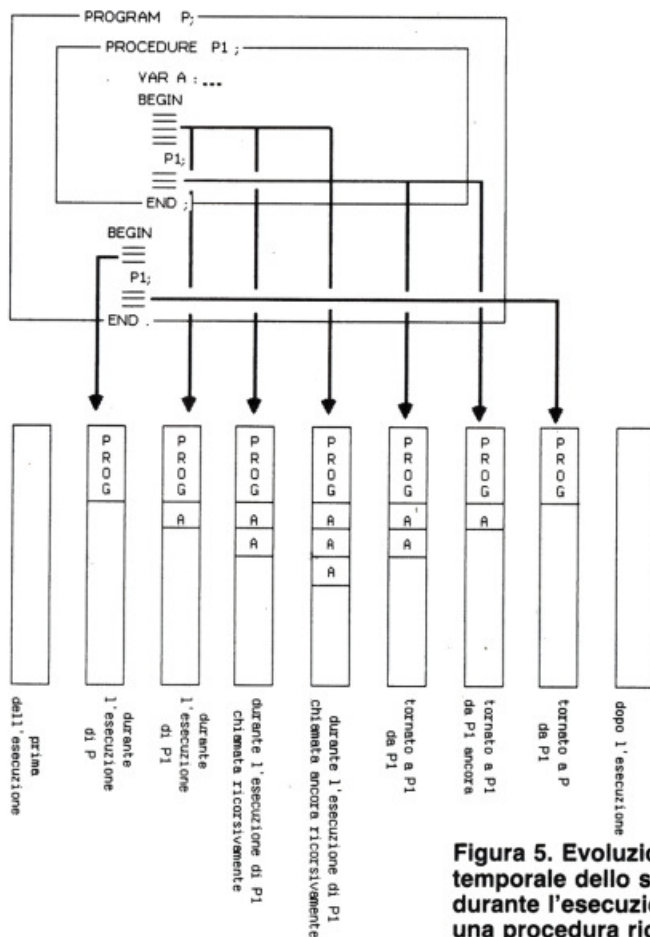 PROGRAM P;
PROCEDURE P1 ;
VAR A : ...
BEGIN
P1;
END ;
BEGIN
P1;
END .
PROG
PROG
A
PROG
A
A
PROG
A
A
A
PROG
A
A
PROG
A
PROG
prima
dell'esecuzione
durante
l'esecuzione
di P
durante
l'esecuzione
di P1
durante l'esecuzione di P1
chiamata ricorsivamente
durante l'esecuzione di P1
chiamata ancora ricorsivamente
tornato a P1
da P1
tornato a P1
da P1 ancora
tornato a P
da P1
dopo l'esecuzione
Figura 5. Evoluzio
temporale dello s
durante l'esecuzio
una procedura ric